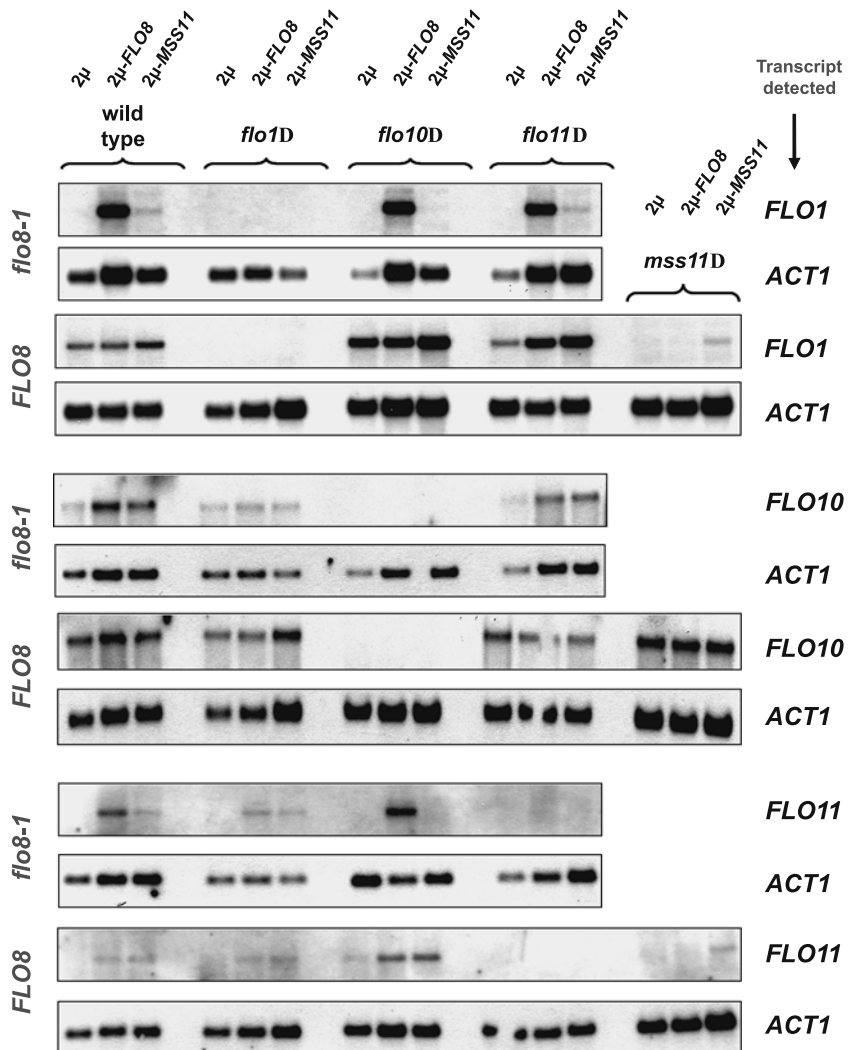 2µ 2µ-FLO8 2µ-MSS11 2µ 2µ-FLO8 2µ-MSS11 2µ 2µ-FLO8 2µ-MSS11 2µ 2µ-FLO8 2µ-MSS11
Transcript
detected
wild
type
flo1D flo10D flo11D
2µ 2µ-FLO8 2µ-MSS11
mss11D
flo8-1
FLO1
ACT1
FLO8
FLO1
ACT1
flo8-1
FLO10
ACT1
FLO8
FLO10
ACT1
flo8-1
FLO11
ACT1
FLO8
FLO11
ACT1